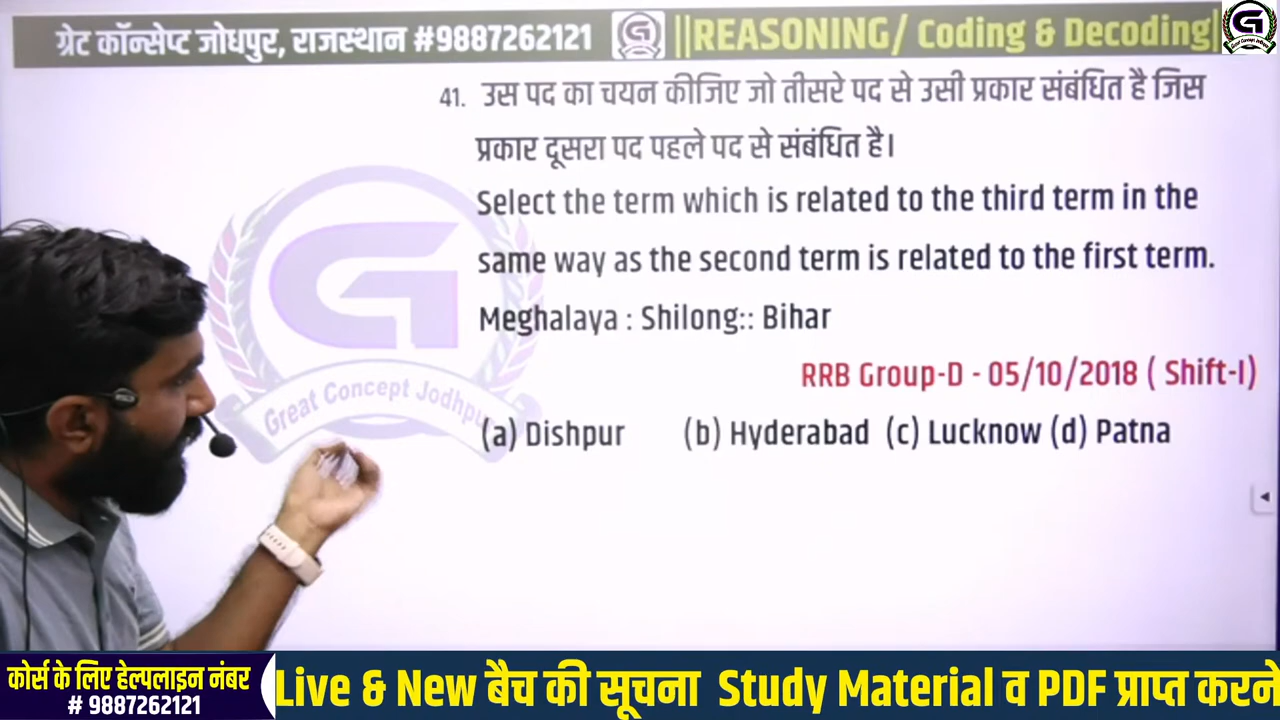 ग्रेट कॉन्सेप्ट जोधपुर, राजस्थान #9887262121 ||REASONING/ Coding & Decoding|
41. उस पद का चयन कीजिए जो तीसरे पद से उसी प्रकार संबंधित है जिस
प्रकार दूसरा पद पहले पद से संबंधित है।
Select the term which is related to the third term in the
same way as the second term is related to the first term.
Meghalaya : Shilong:: Bihar
RRB Group-D - 05/10/2018 ( Shift-I)
Great Concept Jodhpu
(a) Dishpur (b) Hyderabad (c) Lucknow (d) Patna
कोर्स के लिए हेल्पलाइन नंबर
# 9887262121
Live & New बैच की सूचना Study Material व PDF प्राप्त करने